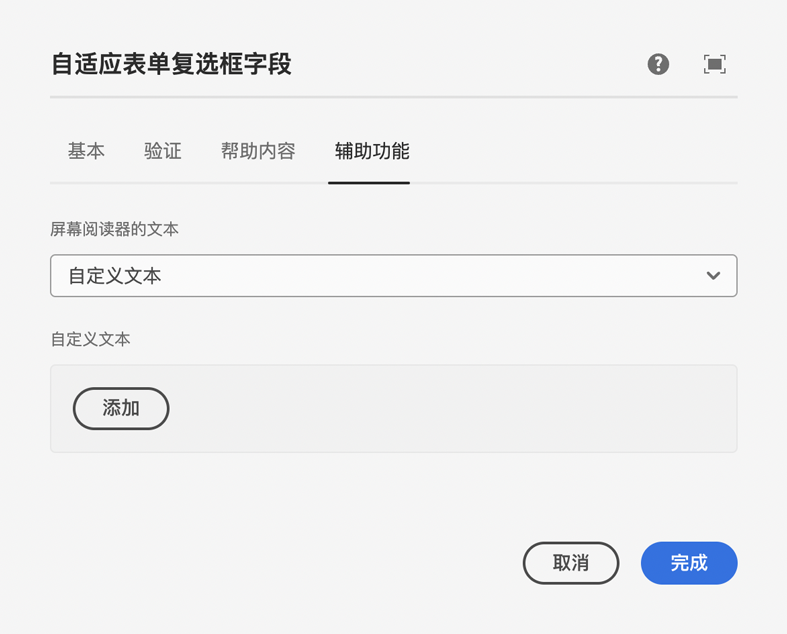 自适应表单复选框字段
基本 验证 帮助内容 辅助功能
屏幕阅读器的文本
自定义文本
自定义文本
添加
取消 完成